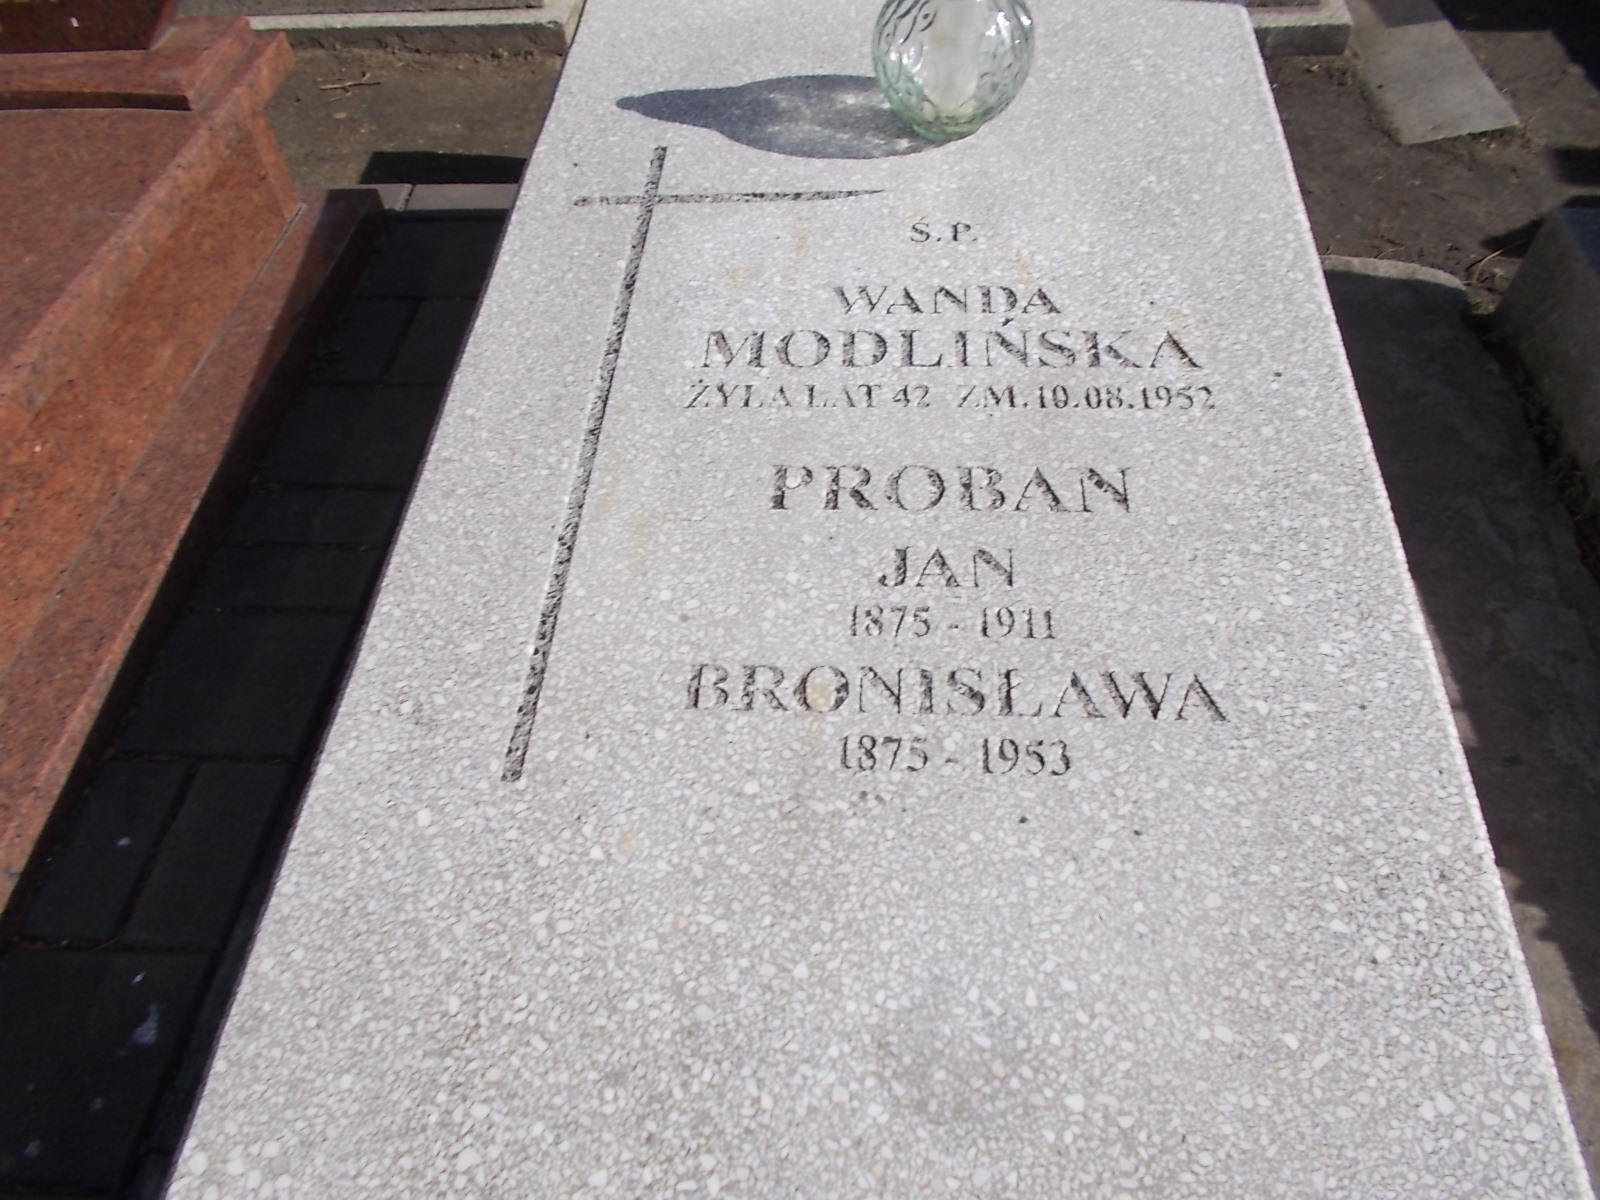 Ś.P.
WANDA
MODLIŃSKA
ŻYŁA LAT 42 ZM. 10.08.1952
PROBAN
JAN
1875 - 1911
BRONISŁAWA
1875 - 1953